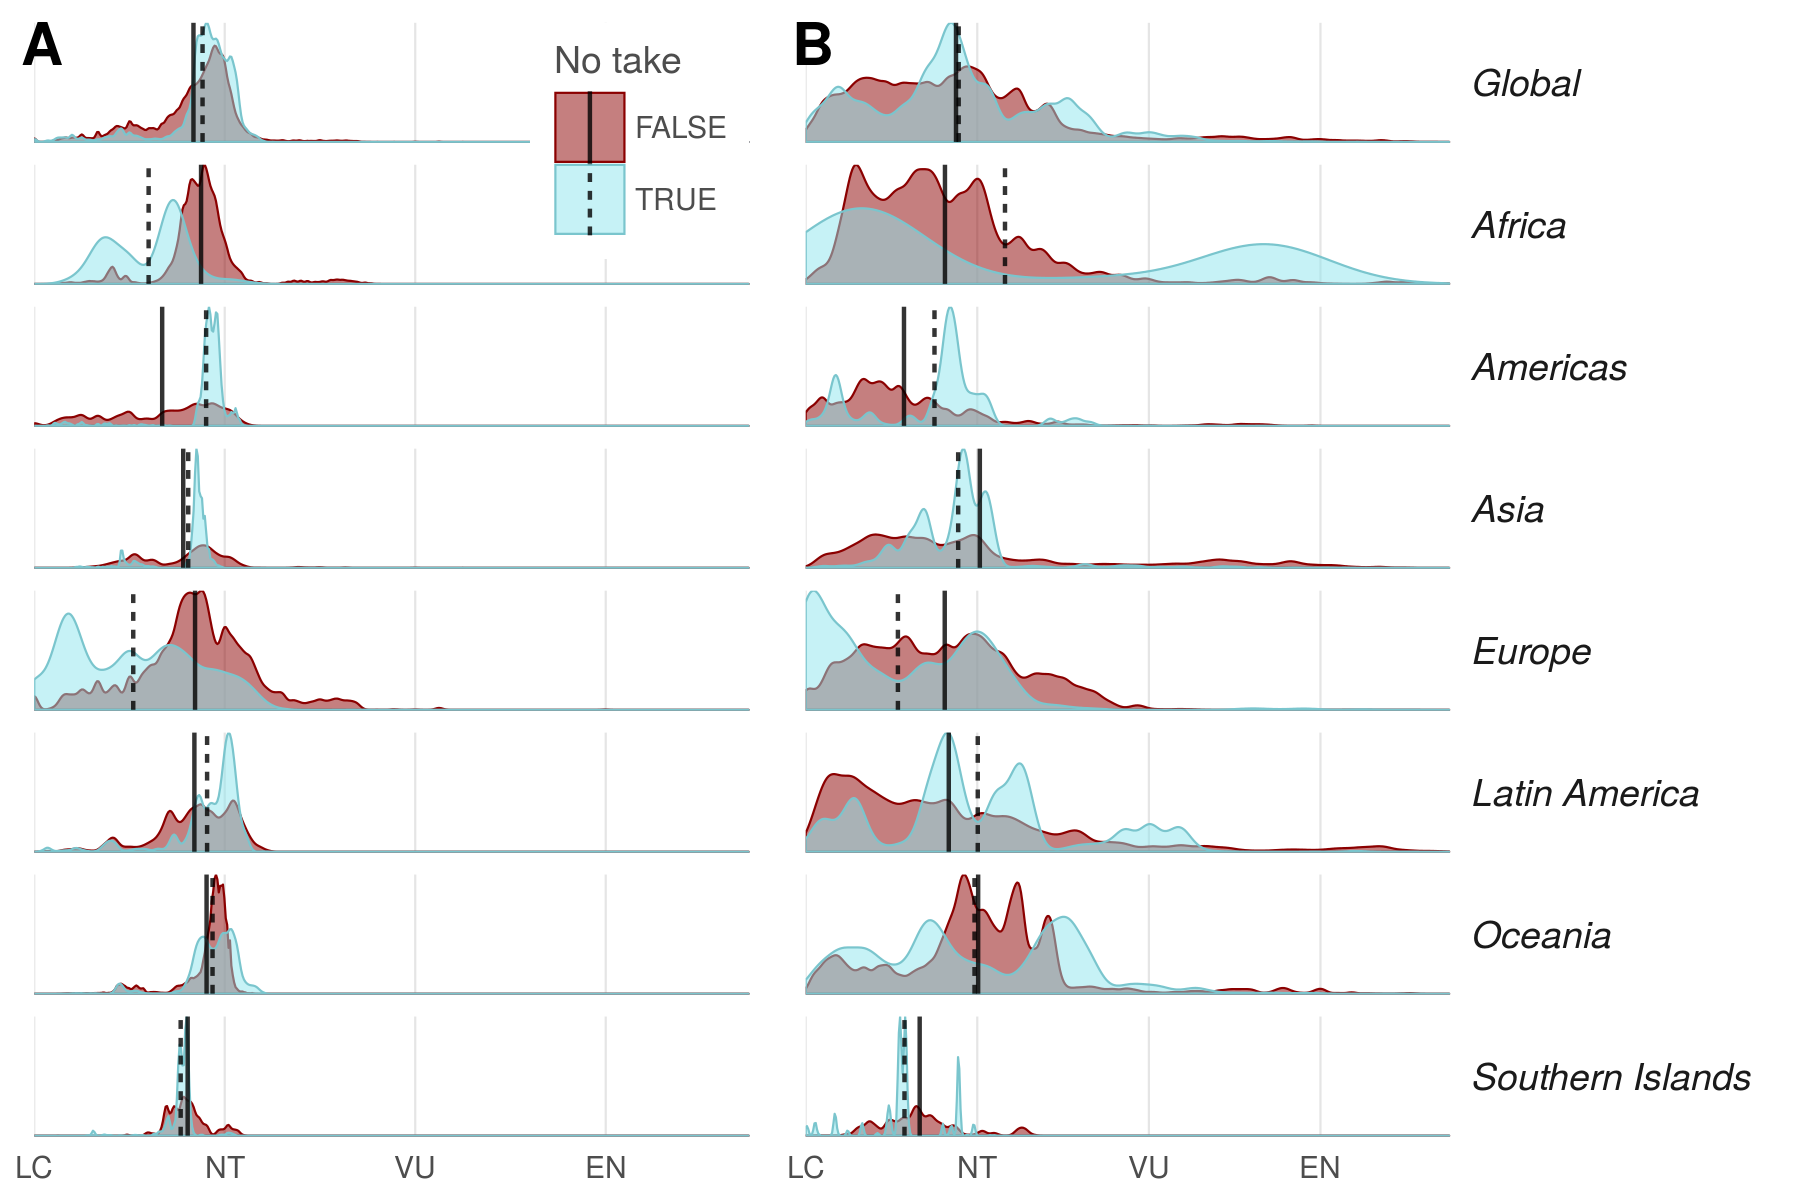 A
B
No take
FALSE
TRUE
Global
Africa
Americas
Asia
Europe
Latin America
Oceania
Southern Islands
LC NT VU EN
LC NT VU EN